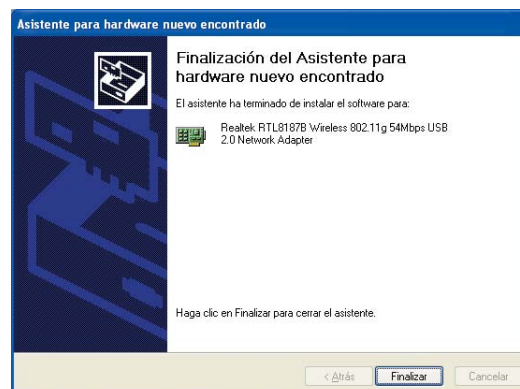 Asistente para hardware nuevo encontrado
Finalización del Asistente para
hardware nuevo encontrado
El asistente ha terminado de instalar el software para:
Realtek RTL8187B Wireless 802.11g 54Mbps USB
2.0 Network Adapter
Haga clic en Finalizar para cerrar el asistente.
< Atrás
Finalizar
Cancelar